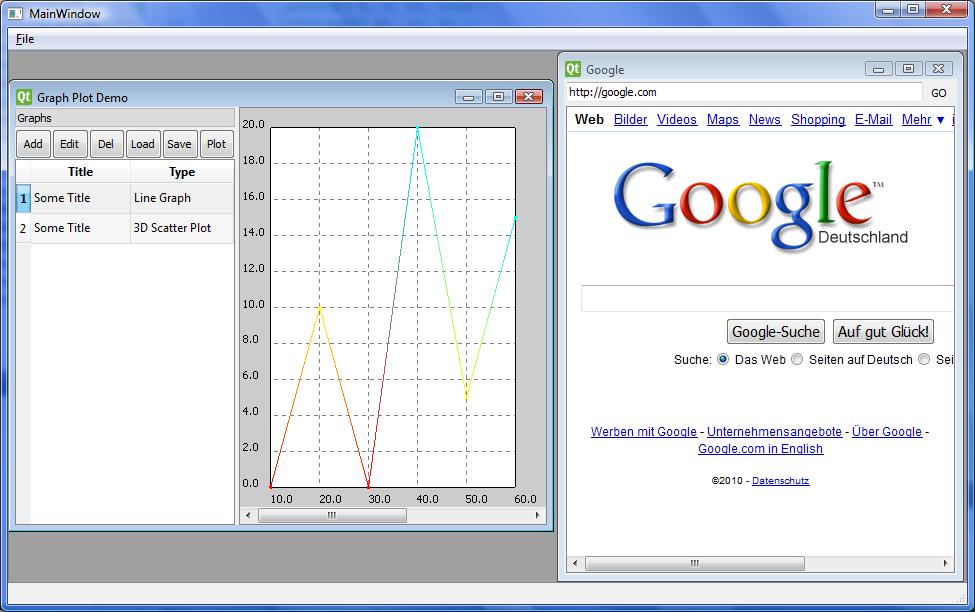 MainWindow
File
Qt Graph Plot Demo
Graphs
Add Edit Del Load Save Plot
Title Type
1 Some Title Line Graph
2 Some Title 3D Scatter Plot
20.0
18.0
16.0
14.0
12.0
10.0
8.0
6.0
4.0
2.0
0.0
10.0 20.0 30.0 40.0 50.0 60.0
Qt Google
http://google.com GO
Web Bilder Videos Maps News Shopping E-Mail Mehr ▼ i
Google™
Deutschland
Google-Suche Auf gut Glück!
Suche: Das Web Seiten auf Deutsch Sei
Werben mit Google - Unternehmensangebote - Über Google -
Google.com in English
©2010 - Datenschutz